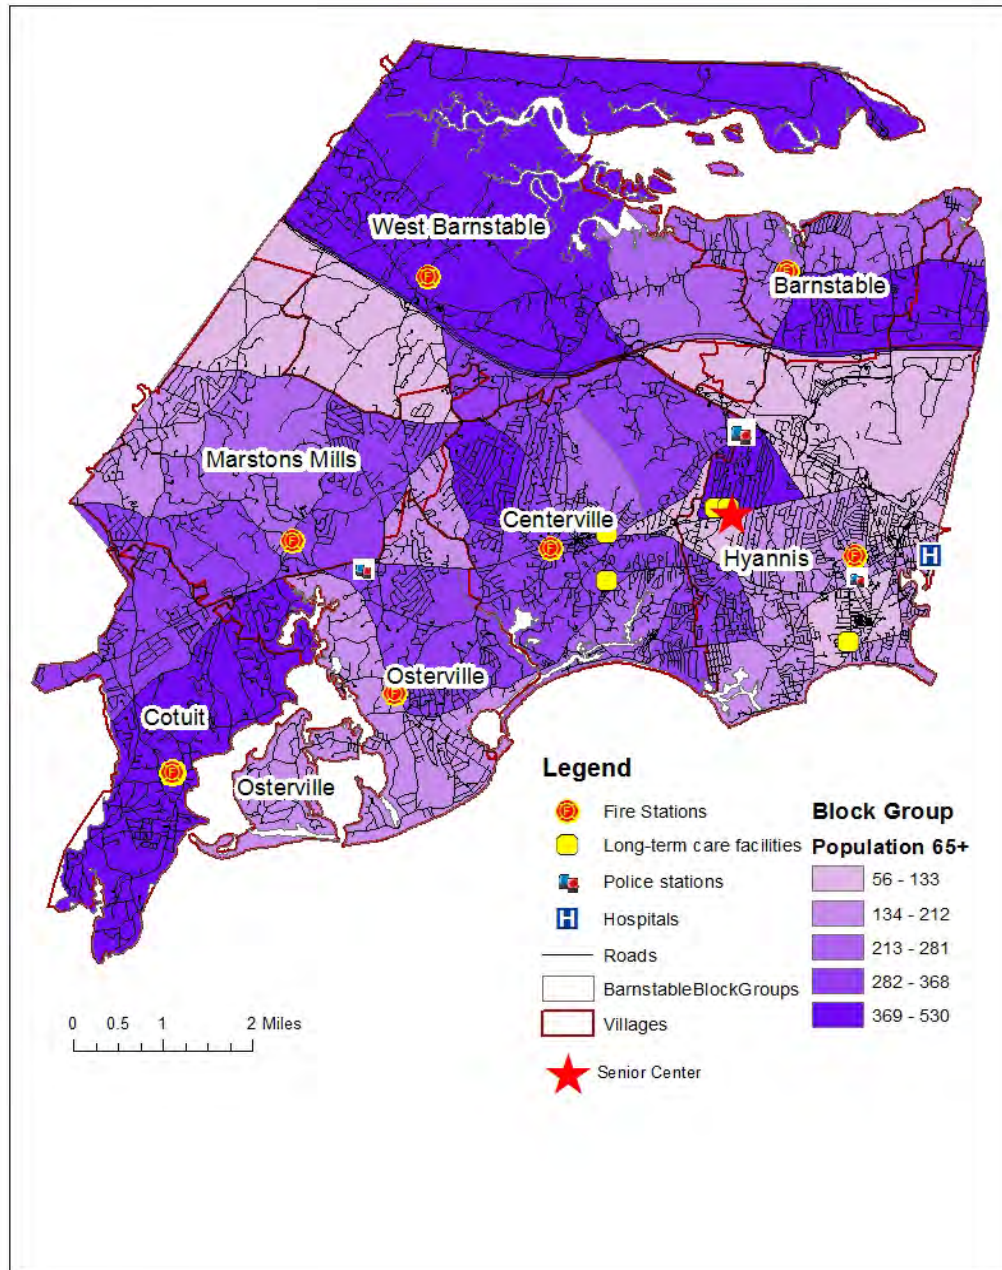 West Barnstable
Barnstable
Marstons Mills
Centerville
Hyannis
H
Osterville
Cotuit
Osterville
Legend
Fire Stations
Long-term care facilities
Police stations
H Hospitals
Roads
BarnstableBlockGroups
Villages
Senior Center
Block Group
Population 65+
56 - 133
134 - 212
213 - 281
282 - 368
369 - 530
0 0.5 1 2 Miles